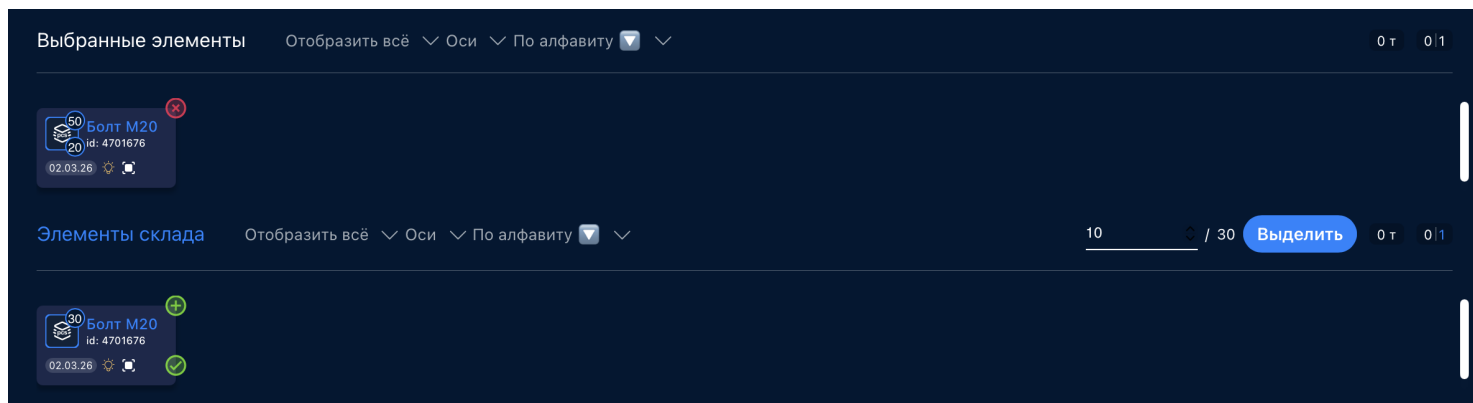 Выбранные элементы Отобразить всё Оси По алфавиту 0 т 0|1
50 Болт М20
pcs id: 4701676
20
02.03.26
Элементы склада Отобразить всё Оси По алфавиту 10 / 30 Выделить 0 т 0|1
30 Болт М20
pcs id: 4701676
02.03.26